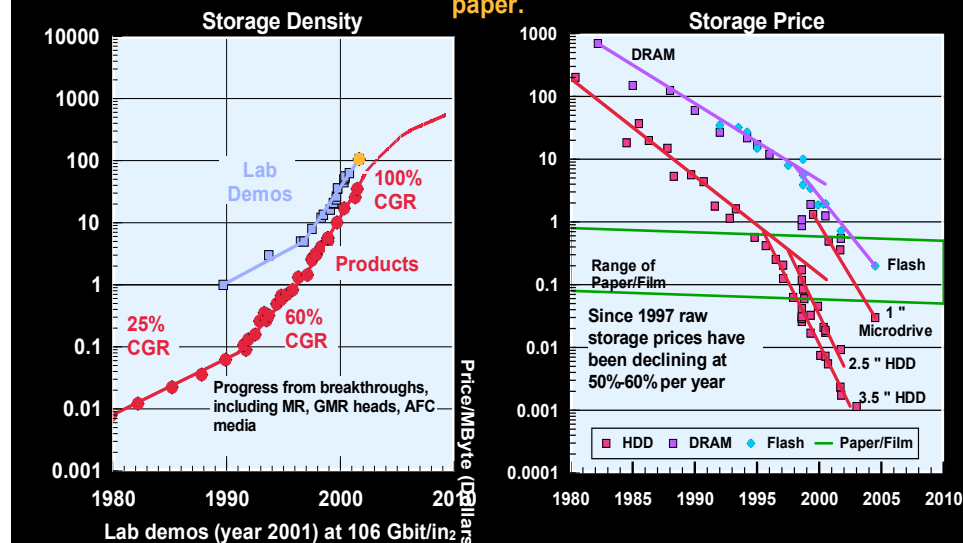 paper.
Storage Density
10000
1000
100
10
1
0.1
0.01
0.001
1980
1990
2000
2010
Lab
Demos
100%
CGR
Products
25%
CGR
60%
CGR
Progress from breakthroughs,
including MR, GMR heads, AFC
media
Lab demos (year 2001) at 106 Gbit/in2
Storage Price
Price/MByte (Dollars
1000
100
10
1
0.1
0.01
0.001
0.0001
1980
1985
1990
1995
2000
2005
2010
DRAM
Range of
Paper/Film
Flash
Since 1997 raw
storage prices have
been declining at
50%-60% per year
1 "
Microdrive
2.5 " HDD
3.5 " HDD
HDD DRAM Flash Paper/Film